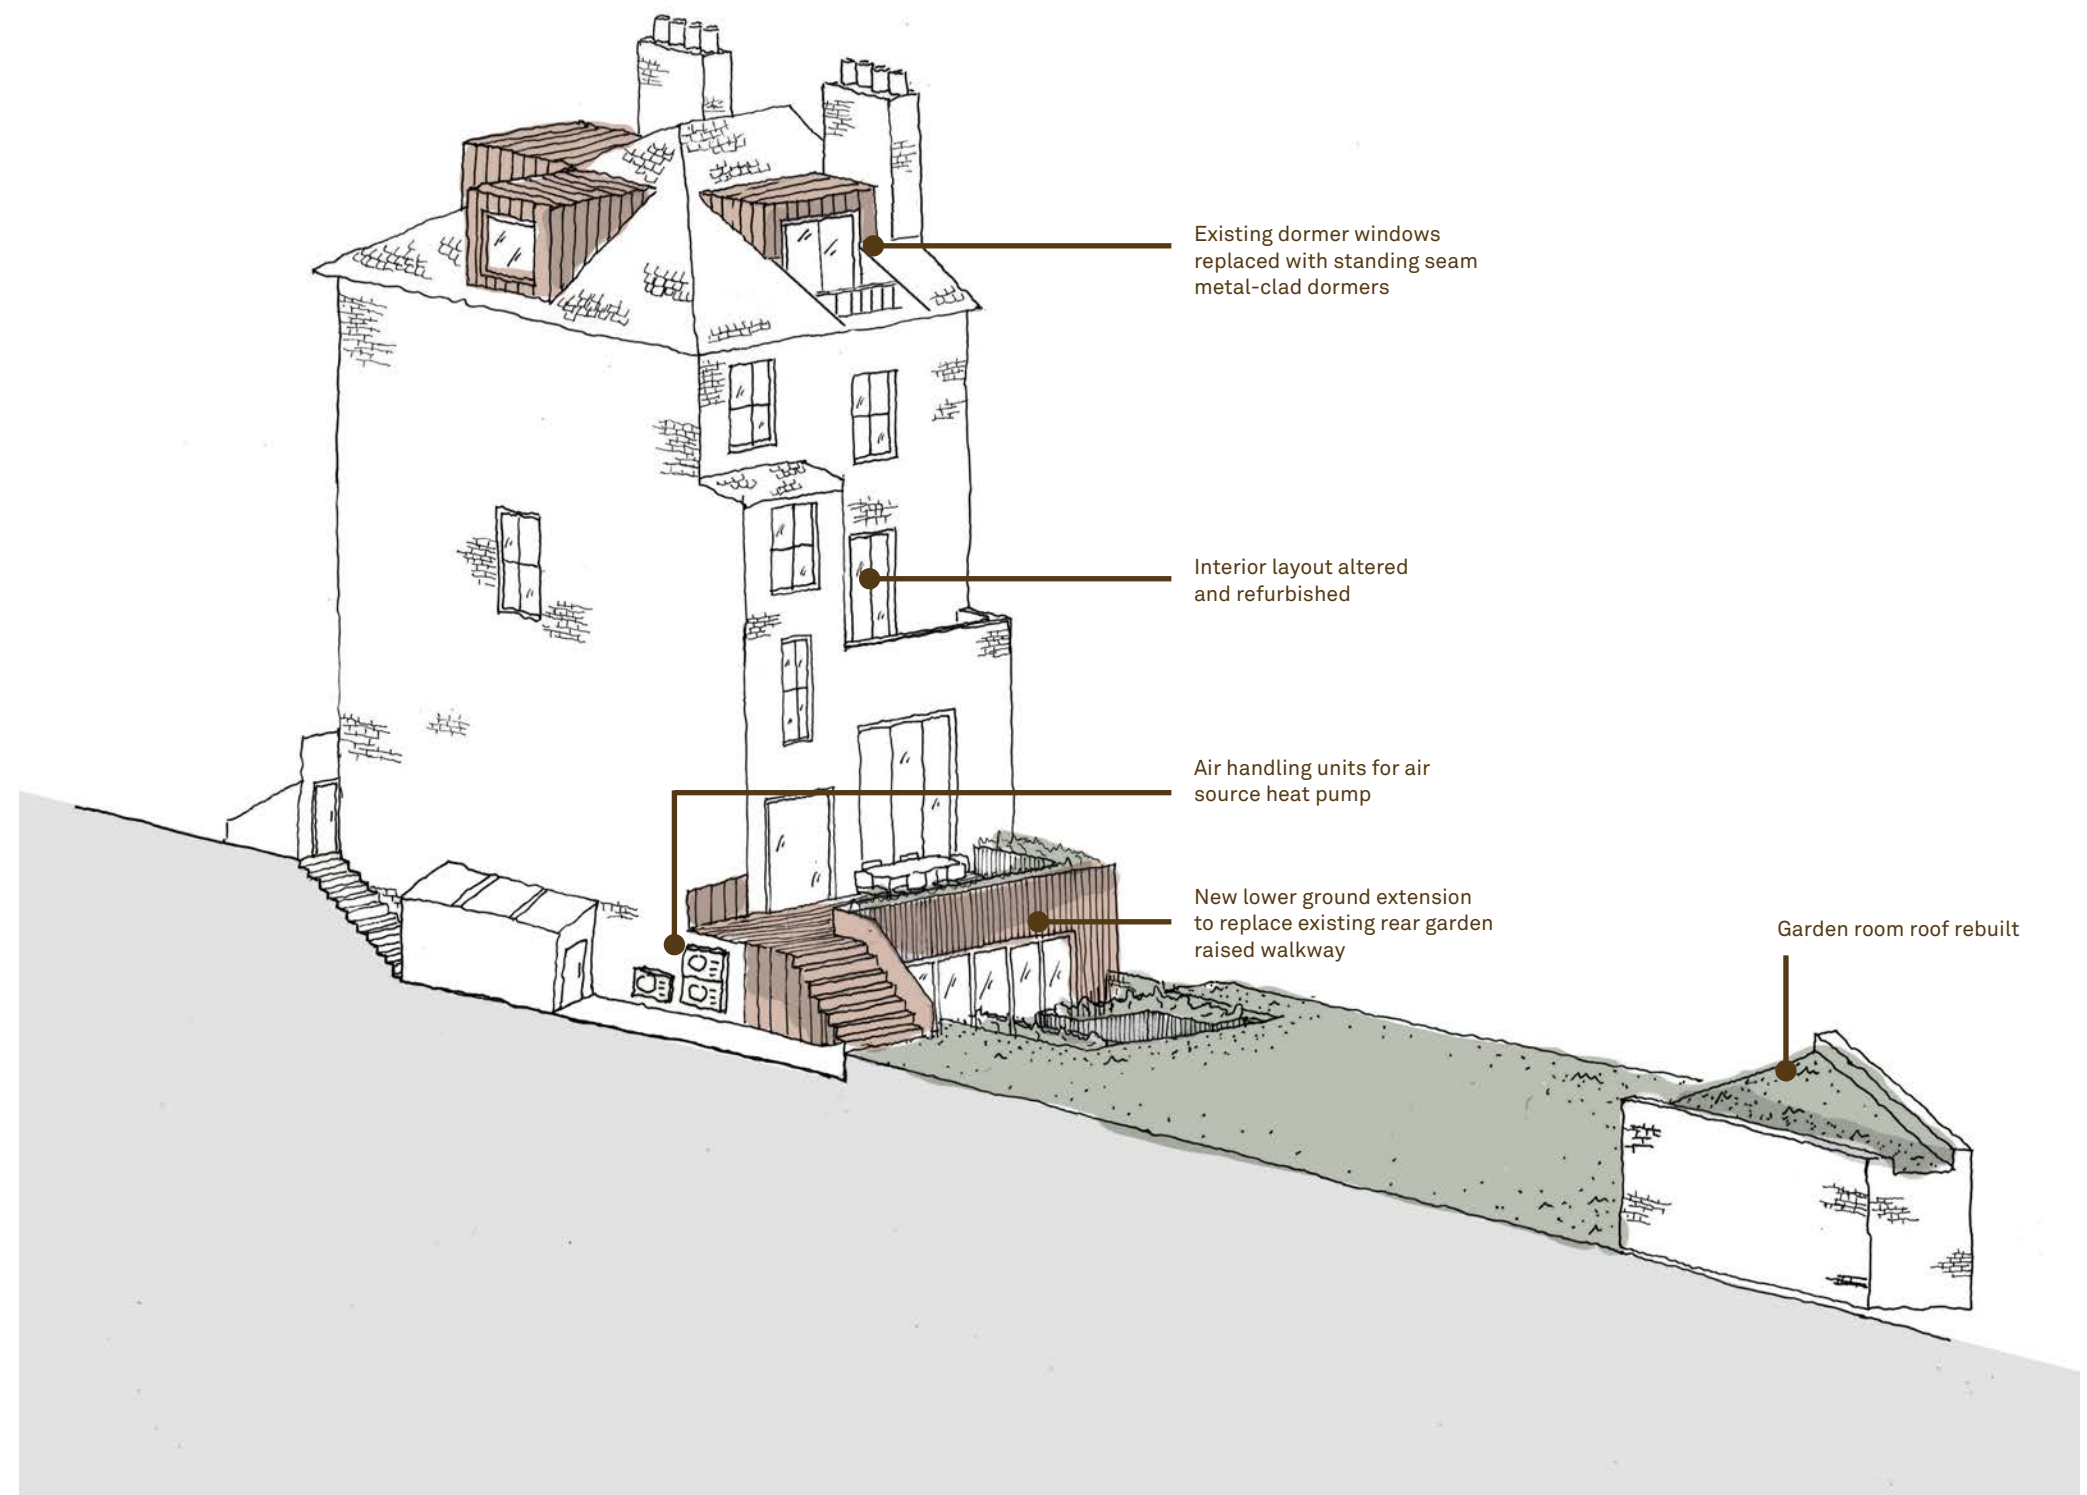 Existing dormer windows
replaced with standing seam
metal-clad dormers
Interior layout altered
and refurbished
Air handling units for air
source heat pump
New lower ground extension
to replace existing rear garden
raised walkway
Garden room roof rebuilt